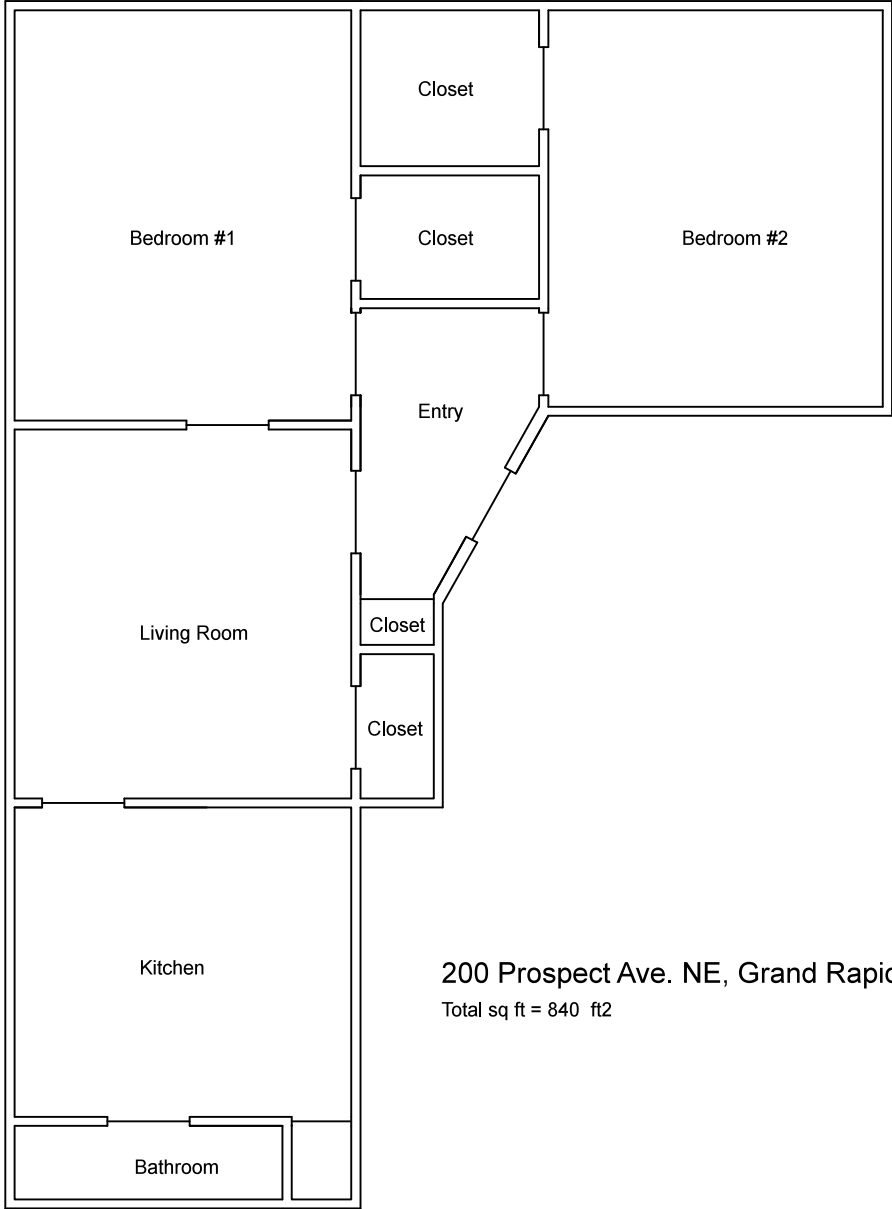 Closet
Bedroom #1
Closet
Bedroom #2
Entry
Closet
Living Room
Closet
Kitchen
200 Prospect Ave. NE, Grand Rapid
Total sq ft = 840 ft2
Bathroom